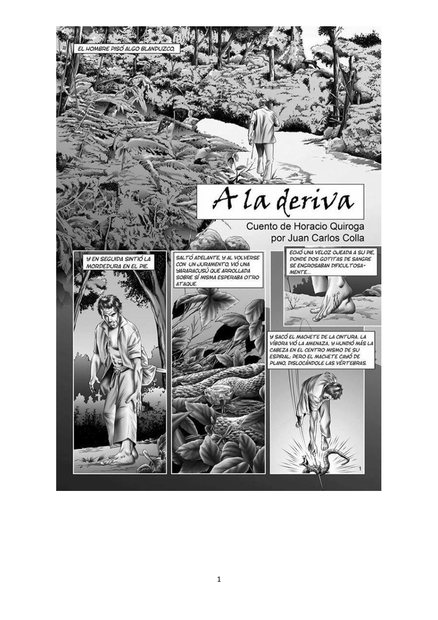 EL HOMBRE PISÓ ALGO BLANDUZCO,
A la deriva
Cuento de Horacio Quiroga
por Juan Carlos Colla
Y EN SEGUIDA SINTIÓ LA
MORDEDURA EN EL PIE.
SALTÓ ADELANTE, Y AL VOLVERSE
CON UN JURAMENTO, VIÓ UNA
YARARACUSÚ QUE ARROLLADA
SOBRE SÍ MISMA ESPERABA OTRO
ATAQUE.
ECHÓ UNA VELOZ OJEADA A SU PIE,
DONDE DOS GOTITAS DE SANGRE
SE ENGROSABAN DIFICULTOSA-
MENTE...
Y SACÓ EL MACHETE DE LA CINTURA. LA
VÍBORA VIÓ LA AMENAZA, Y HUNDIÓ MÁS LA
CABEZA EN EL CENTRO MISMO DE SU
ESPIRAL; PERO EL MACHETE CAYÓ DE
PLANO, DISLOCÁNDOLE LAS VÉRTEBRAS.
1
1